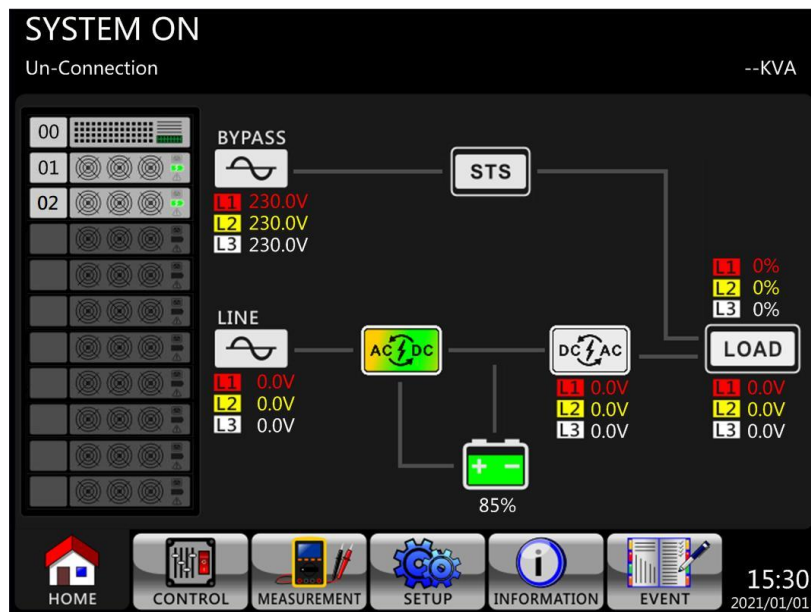 SYSTEM ON
Un-Connection
--KVA
00
01
02
BYPASS
L1 230.0V
L2 230.0V
L3 230.0V
STS
L1 0%
L2 0%
L3 0%
LINE
L1 0.0V
L2 0.0V
L3 0.0V
AC DC
DC AC
L1 0.0V
L2 0.0V
L3 0.0V
LOAD
L1 0.0V
L2 0.0V
L3 0.0V
+ −
85%
HOME
CONTROL
MEASUREMENT
SETUP
i
INFORMATION
EVENT
15:30
2021/01/01